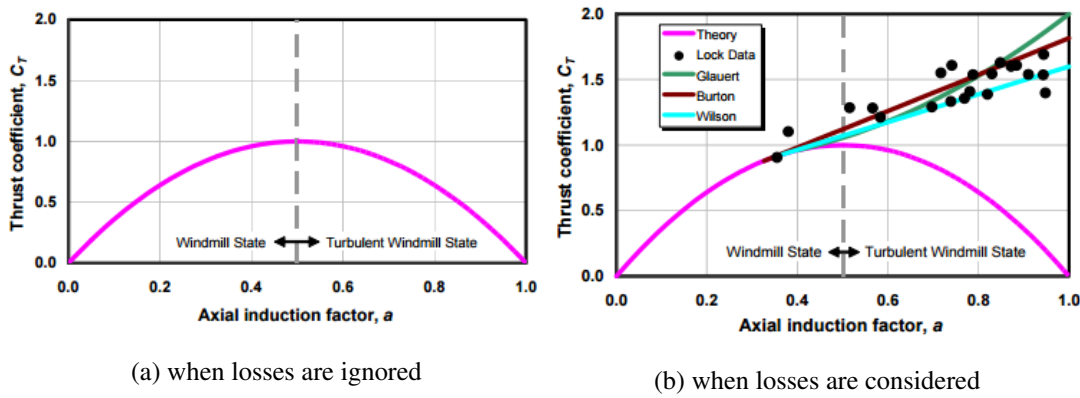 2.0
1.5
1.0
0.5
0.0
Thrust coefficient, C_T
Windmill State
Turbulent Windmill State
0.0 0.2 0.4 0.6 0.8 1.0
Axial induction factor, a
(a) when losses are ignored
2.0
1.5
1.0
0.5
0.0
Thrust coefficient, C_T
Theory
Lock Data
Glauert
Burton
Wilson
Windmill State
Turbulent Windmill State
0.0 0.2 0.4 0.6 0.8 1.0
Axial induction factor, a
(b) when losses are considered